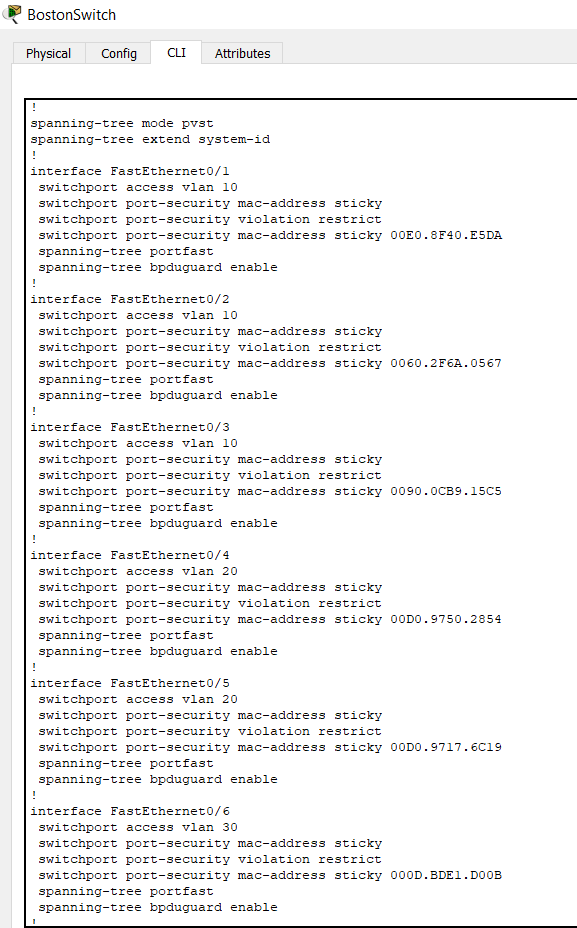 BostonSwitch
Physical Config CLI Attributes
!
spanning-tree mode pvst
spanning-tree extend system-id
!
interface FastEthernet0/1
switchport access vlan 10
switchport port-security mac-address sticky
switchport port-security violation restrict
switchport port-security mac-address sticky 00E0.8F40.E5DA
spanning-tree portfast
spanning-tree bpduguard enable
!
interface FastEthernet0/2
switchport access vlan 10
switchport port-security mac-address sticky
switchport port-security violation restrict
switchport port-security mac-address sticky 0060.2F6A.0567
spanning-tree portfast
spanning-tree bpduguard enable
!
interface FastEthernet0/3
switchport access vlan 10
switchport port-security mac-address sticky
switchport port-security violation restrict
switchport port-security mac-address sticky 0090.0CB9.15C5
spanning-tree portfast
spanning-tree bpduguard enable
!
interface FastEthernet0/4
switchport access vlan 20
switchport port-security mac-address sticky
switchport port-security violation restrict
switchport port-security mac-address sticky 00D0.9750.2854
spanning-tree portfast
spanning-tree bpduguard enable
!
interface FastEthernet0/5
switchport access vlan 20
switchport port-security mac-address sticky
switchport port-security violation restrict
switchport port-security mac-address sticky 00D0.9717.6C19
spanning-tree portfast
spanning-tree bpduguard enable
!
interface FastEthernet0/6
switchport access vlan 30
switchport port-security mac-address sticky
switchport port-security violation restrict
switchport port-security mac-address sticky 000D.BDE1.D00B
spanning-tree portfast
spanning-tree bpduguard enable
!